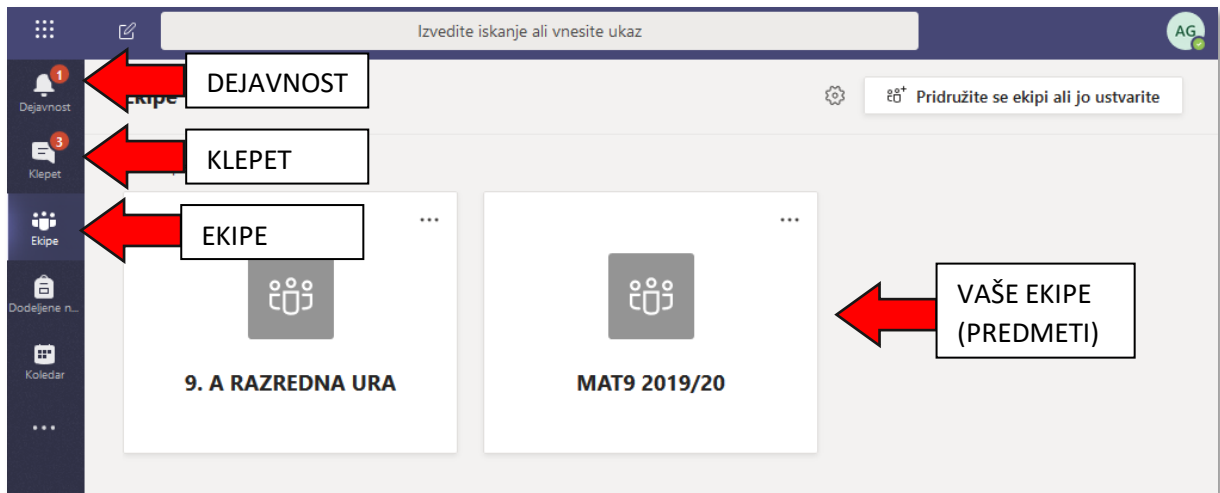 Izvedite iskanje ali vnesite ukaz
AG
1
Dejavnost
DEJAVNOST
Ekipe
Pridružite se ekipi ali jo ustvarite
3
Klepet
KLEPET
Ekipe
EKIPE
Dodeljene n...
Koledar
9. A RAZREDNA URA
MAT9 2019/20
VAŠE EKIPE
(PREDMETI)